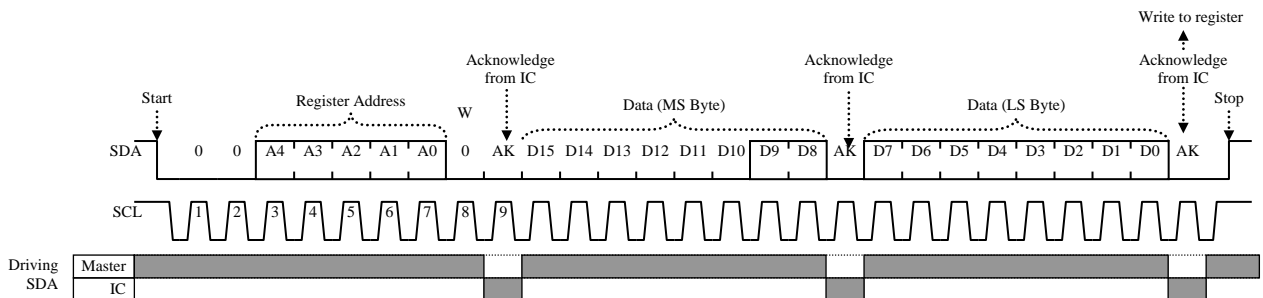 Write to register
Acknowledge from IC
Acknowledge from IC
Acknowledge from IC
Start
Register Address
W
Data (MS Byte)
Data (LS Byte)
Stop
SDA 0 0 A4 A3 A2 A1 A0 0 AK D15 D14 D13 D12 D11 D10 D9 D8 AK D7 D6 D5 D4 D3 D2 D1 D0 AK
SCL 1 2 3 4 5 6 7 8 9
Driving SDA
Master
IC